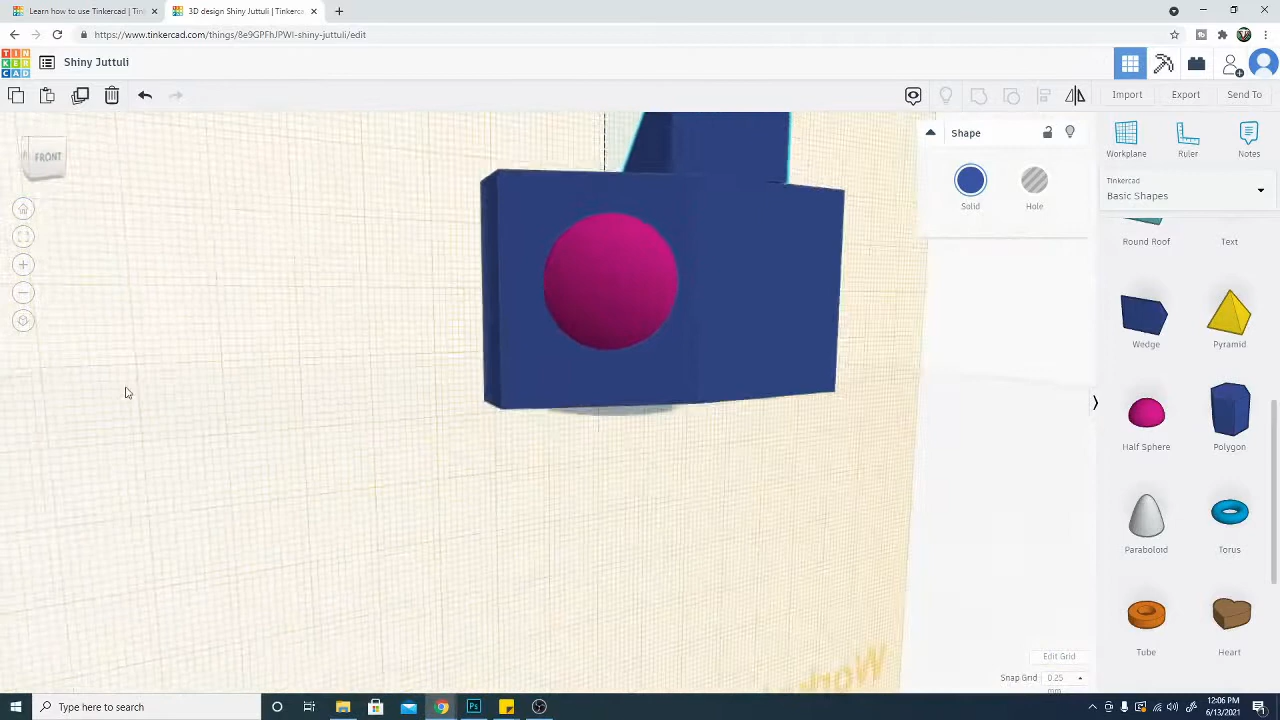 Learn how to use Tinkercad | Tin
3D design Shiny Juttuli | Tinkerca
https://www.tinkercad.com/things/8e9GPFhJPWI-shiny-juttuli/edit
TIN
KER
CAD
Shiny Juttuli
Import
Export
Send To
FRONT
Shape
Solid
Hole
Workplane
Ruler
Notes
Tinkercad
Basic Shapes
Round Roof
Text
Wedge
Pyramid
Half Sphere
Polygon
Paraboloid
Torus
Tube
Heart
Edit Grid
Snap Grid 0.25
mm
Type here to search
Ps
12:06 PM
6/13/2021